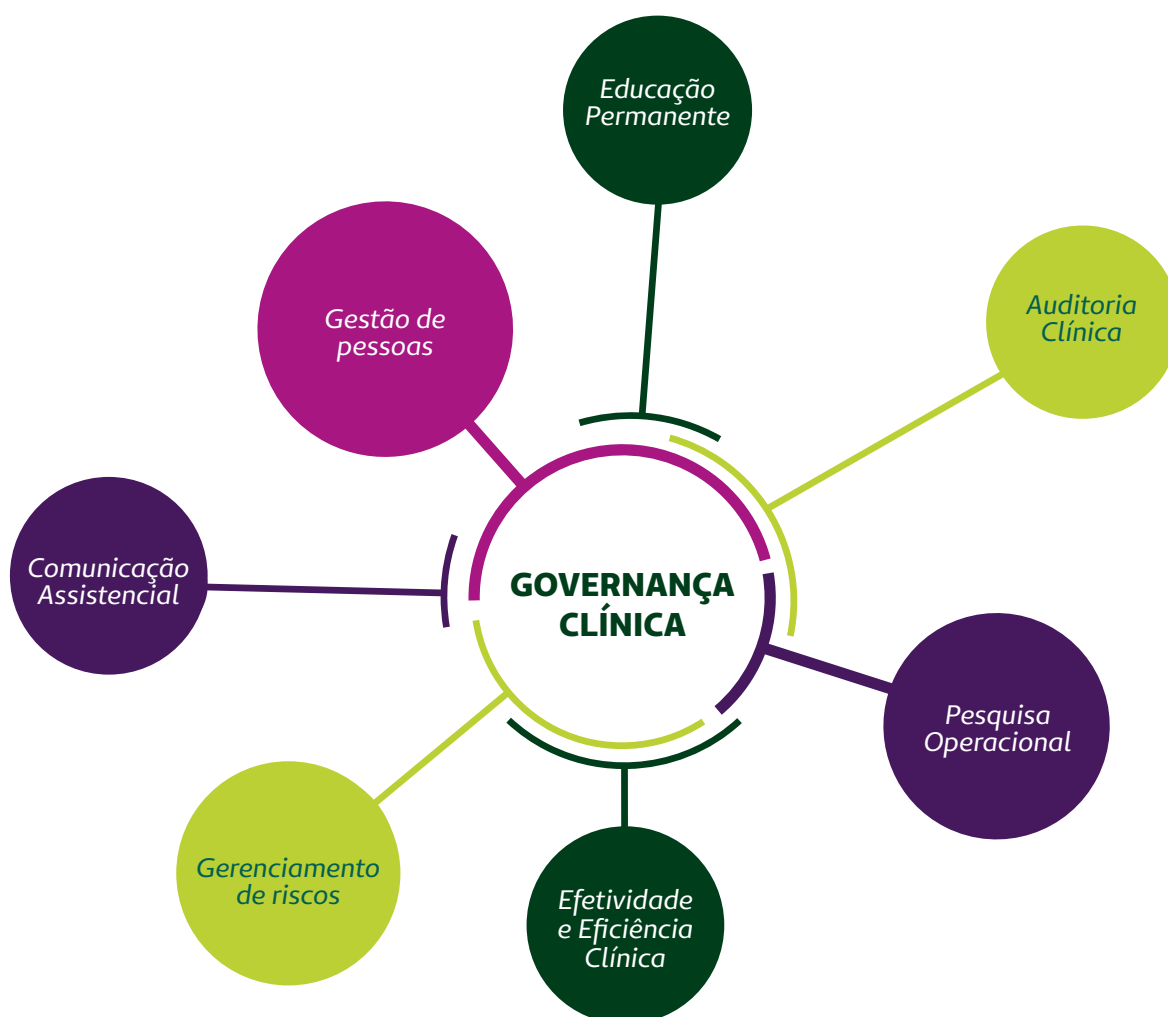 Educação
Permanente
Auditoria
Clínica
Gestão de
pessoas
Comunicação
Assistencial
GOVERNANÇA
CLÍNICA
Pesquisa
Operacional
Gerenciamento
de riscos
Efetividade
e Eficiência
Clínica